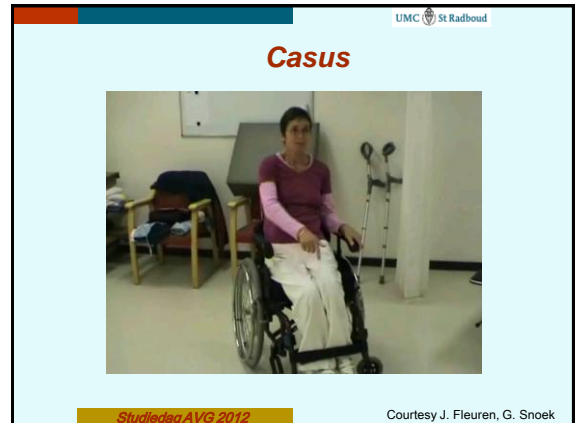 UMC St Radboud
Casus
Studiedag AVG 2012
Courtesy J. Fleuren, G. Snoek